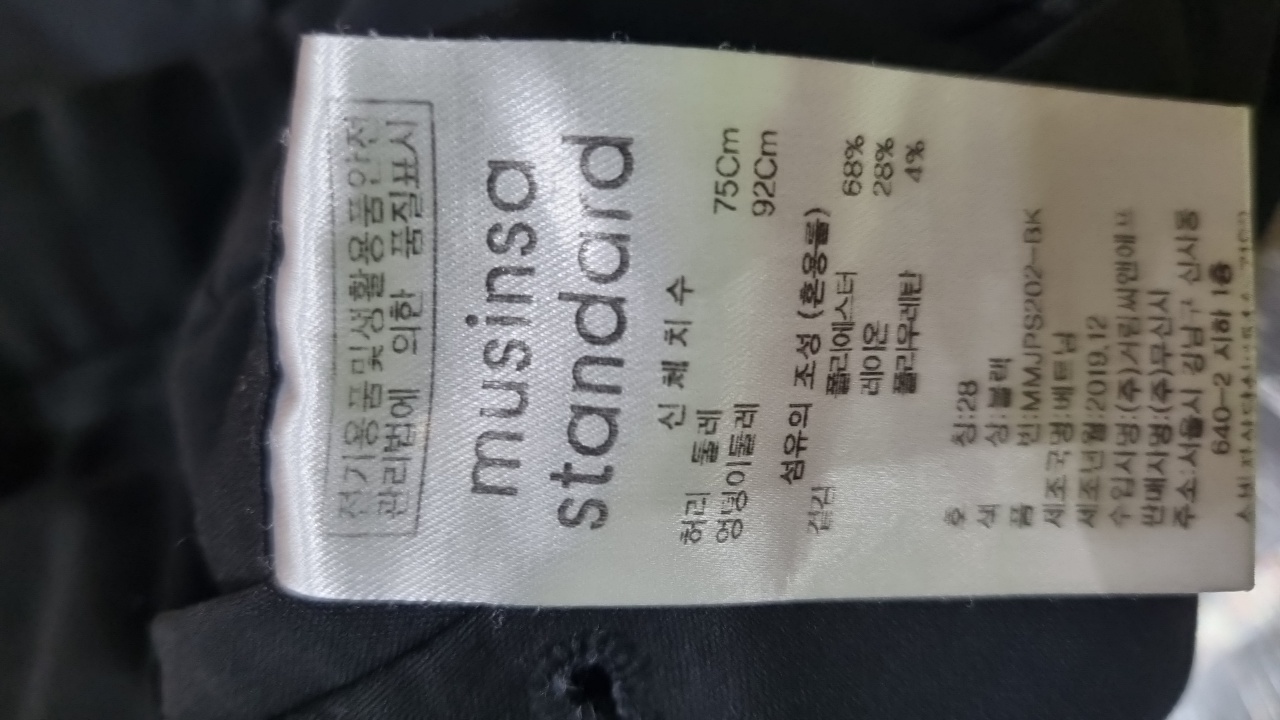 전기용품및생활용품안전
관리법에 의한 품질표시
musinsa
standard
신 체 치 수
허리 둘레 75Cm
엉덩이둘레 92Cm
섬유의 조성 (혼용률)
겉감 폴리에스터 68%
레이온 28%
폴리우레탄 4%
호 칭:28
색 상:블랙
품 번:MMJPS202-BK
제조국명:베트남
제조년월:2019.12
수입사명:(주)거림씨앤에프
판매사명:(주)무신사
주소:서울시 강남구 신사동
640-2 지하 1층